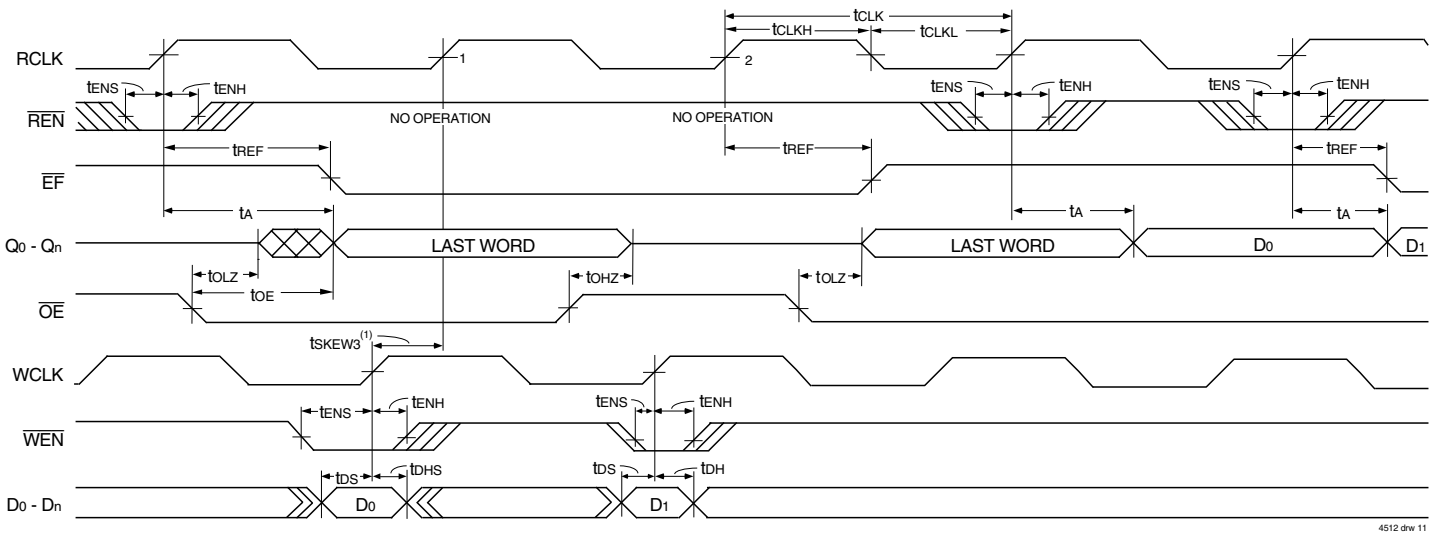 tCLK
tCLKH tCLKL
RCLK 1 2
tENS tENH tENS tENH tENS tENH
REN NO OPERATION NO OPERATION
tREF tREF tREF
EF
tA tA tA
Q0 - Qn LAST WORD LAST WORD D0 D1
tOLZ tOHZ tOLZ
tOE
OE
tSKEW3(1)
WCLK
tENS tENH tENS tENH
WEN
tDS tDHS tDS tDH
D0 - Dn D0 D1
4512 drw 11